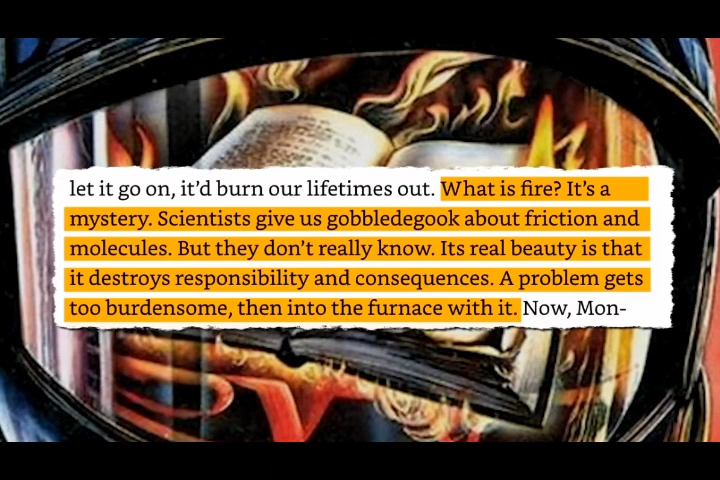 let it go on, it’d burn our lifetimes out. What is fire? It’s a
mystery. Scientists give us gobbledegook about friction and
molecules. But they don’t really know. Its real beauty is that
it destroys responsibility and consequences. A problem gets
too burdensome, then into the furnace with it. Now, Mon-